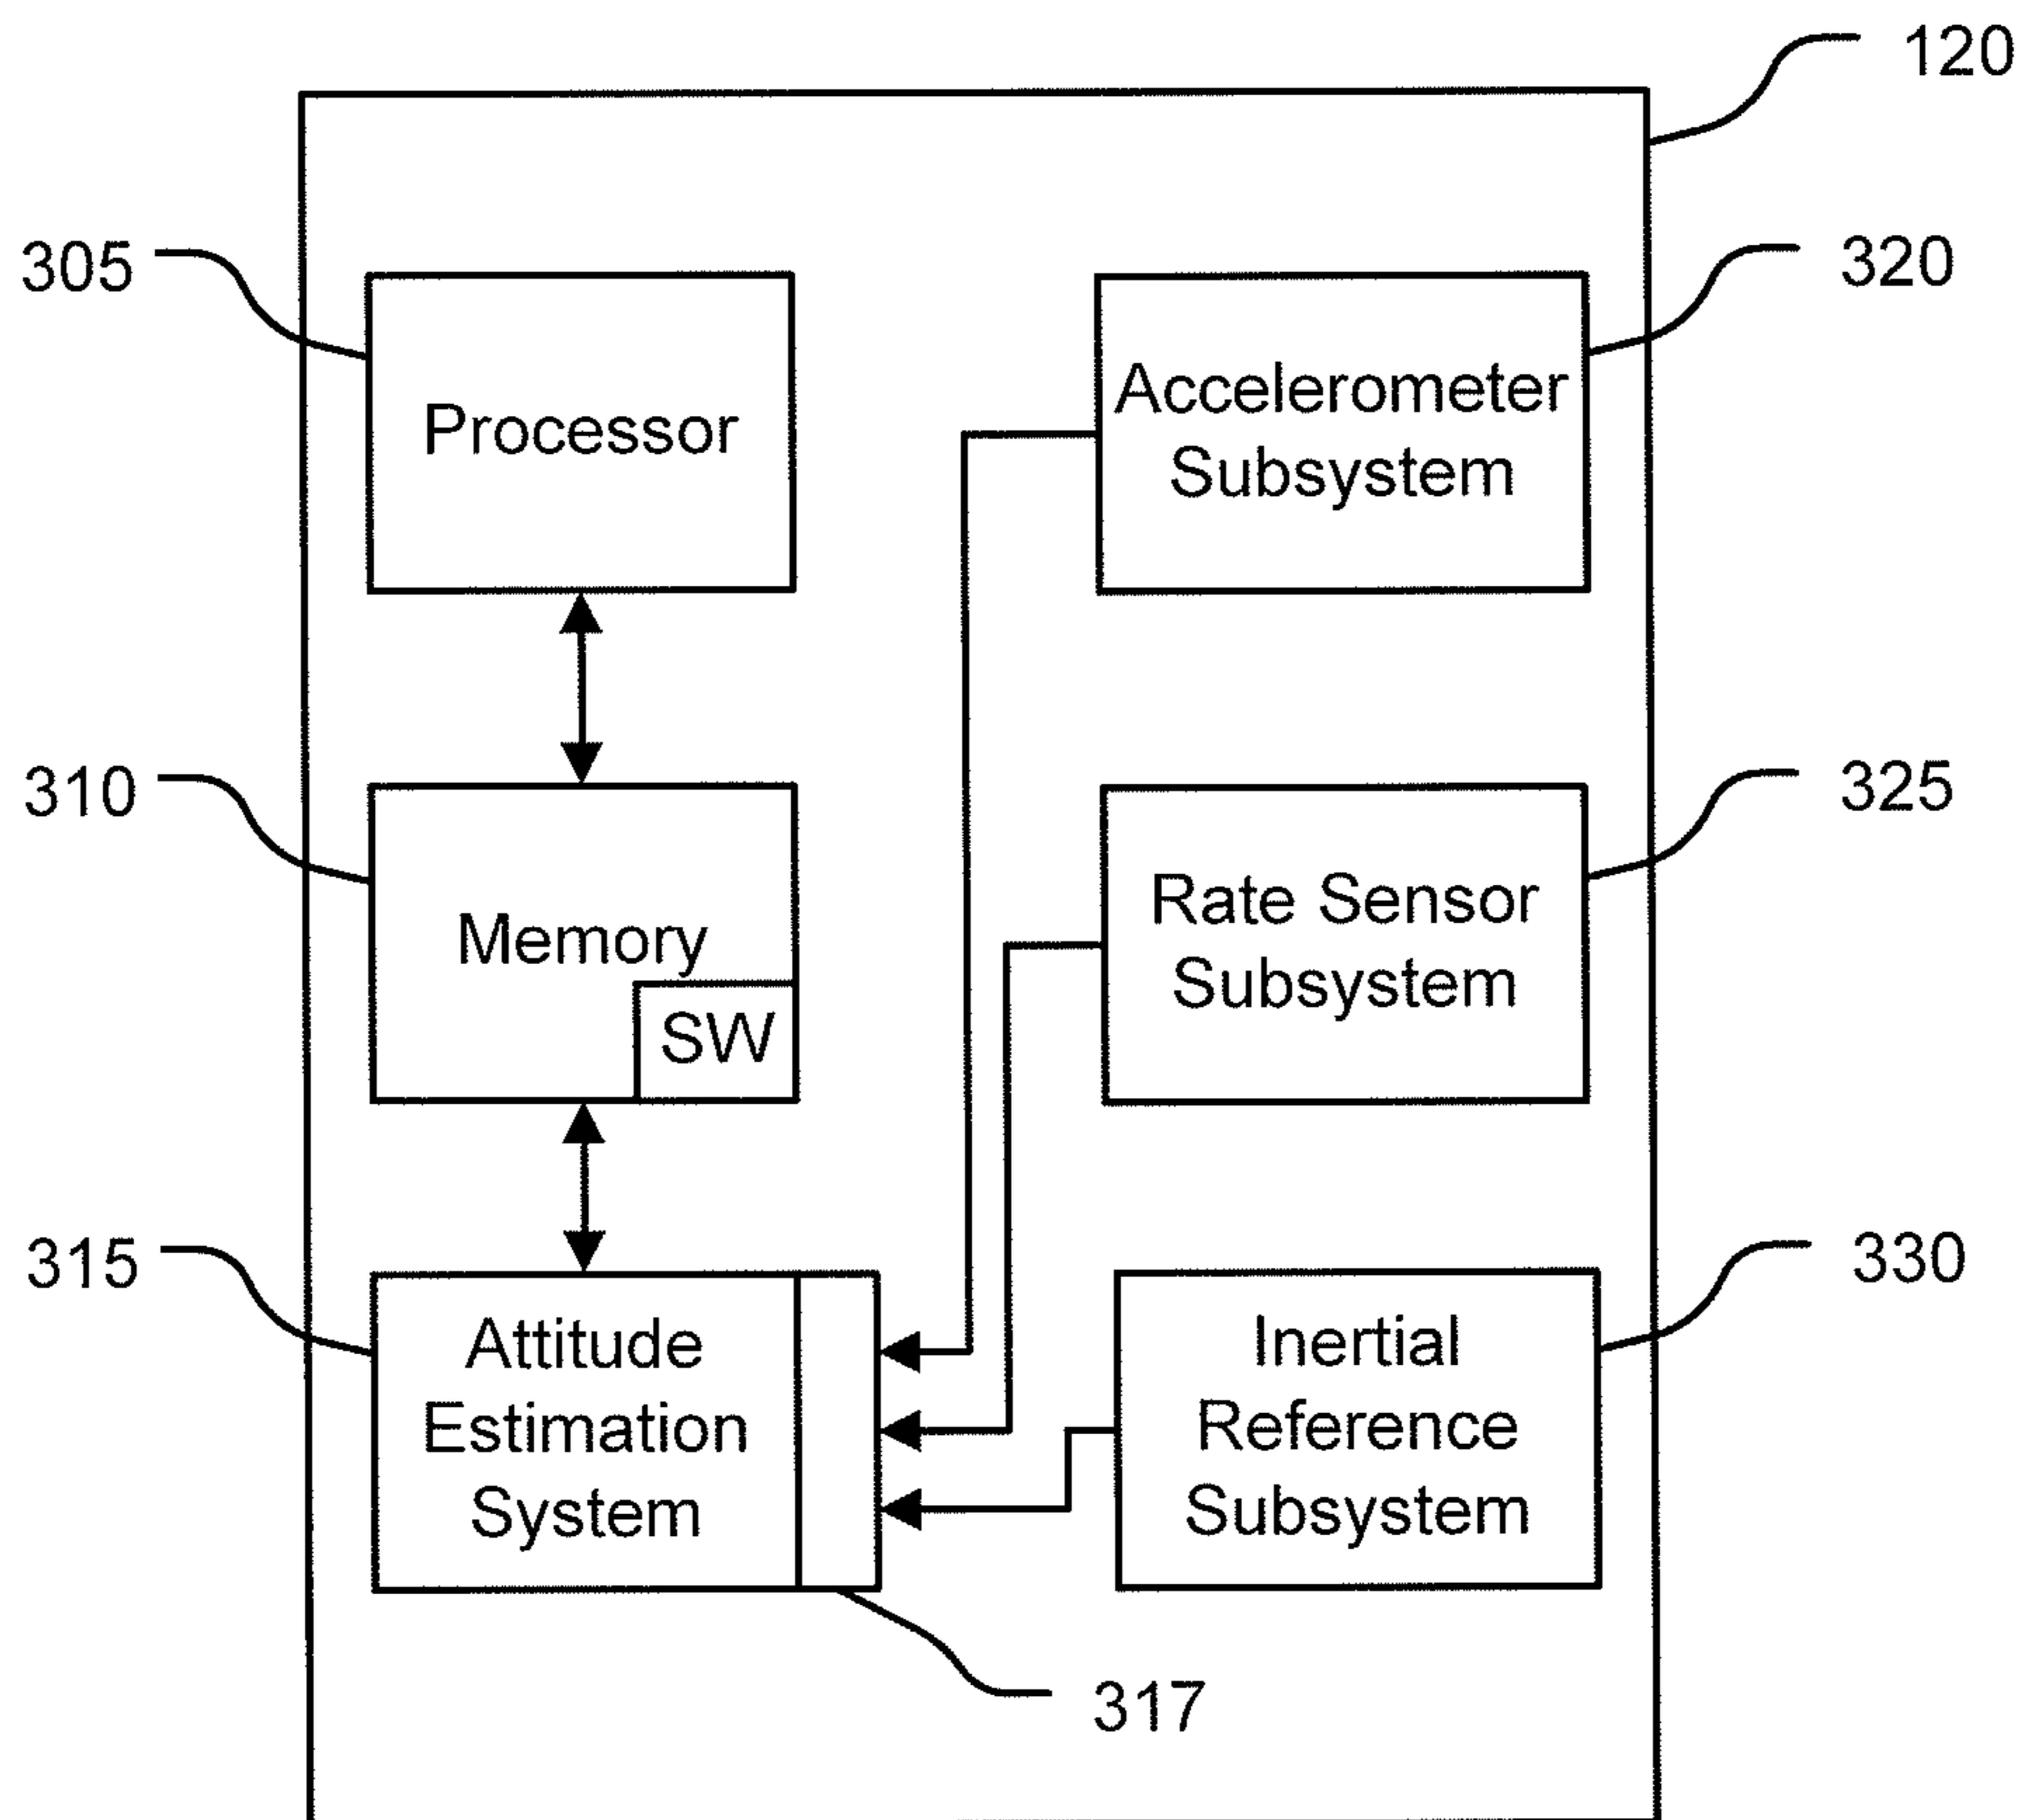 120
305
320
Processor
Accelerometer
Subsystem
310
325
Memory
SW
Rate Sensor
Subsystem
315
330
Attitude
Estimation
System
Inertial
Reference
Subsystem
317